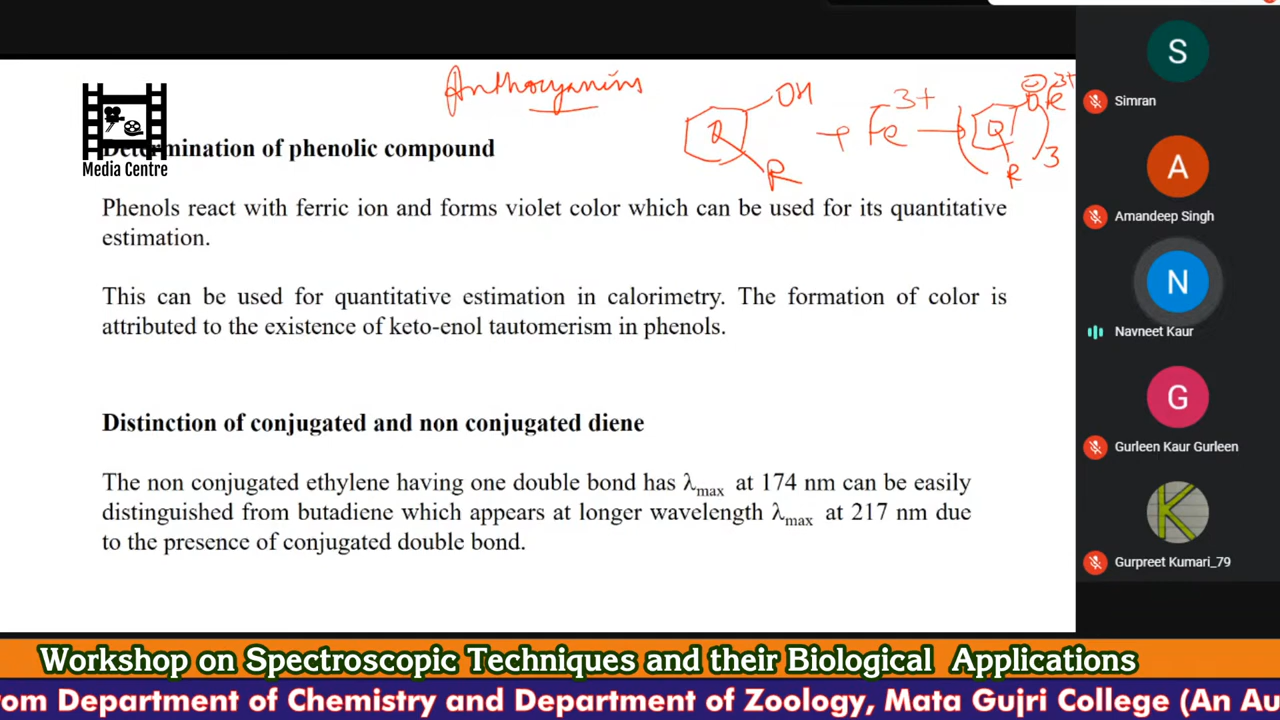 Anthocyanins
OH
R
+ Fe3+
R
3
O Fe3+
Media Centre
Determination of phenolic compound
Phenols react with ferric ion and forms violet color which can be used for its quantitative
estimation.
This can be used for quantitative estimation in calorimetry. The formation of color is
attributed to the existence of keto-enol tautomerism in phenols.
Distinction of conjugated and non conjugated diene
The non conjugated ethylene having one double bond has λmax at 174 nm can be easily
distinguished from butadiene which appears at longer wavelength λmax at 217 nm due
to the presence of conjugated double bond.
S
Simran
A
Amandeep Singh
N
Navneet Kaur
G
Gurleen Kaur Gurleen
K
Gurpreet Kumari_79
Workshop on Spectroscopic Techniques and their Biological Applications
rom Department of Chemistry and Department of Zoology, Mata Gujri College (An Au